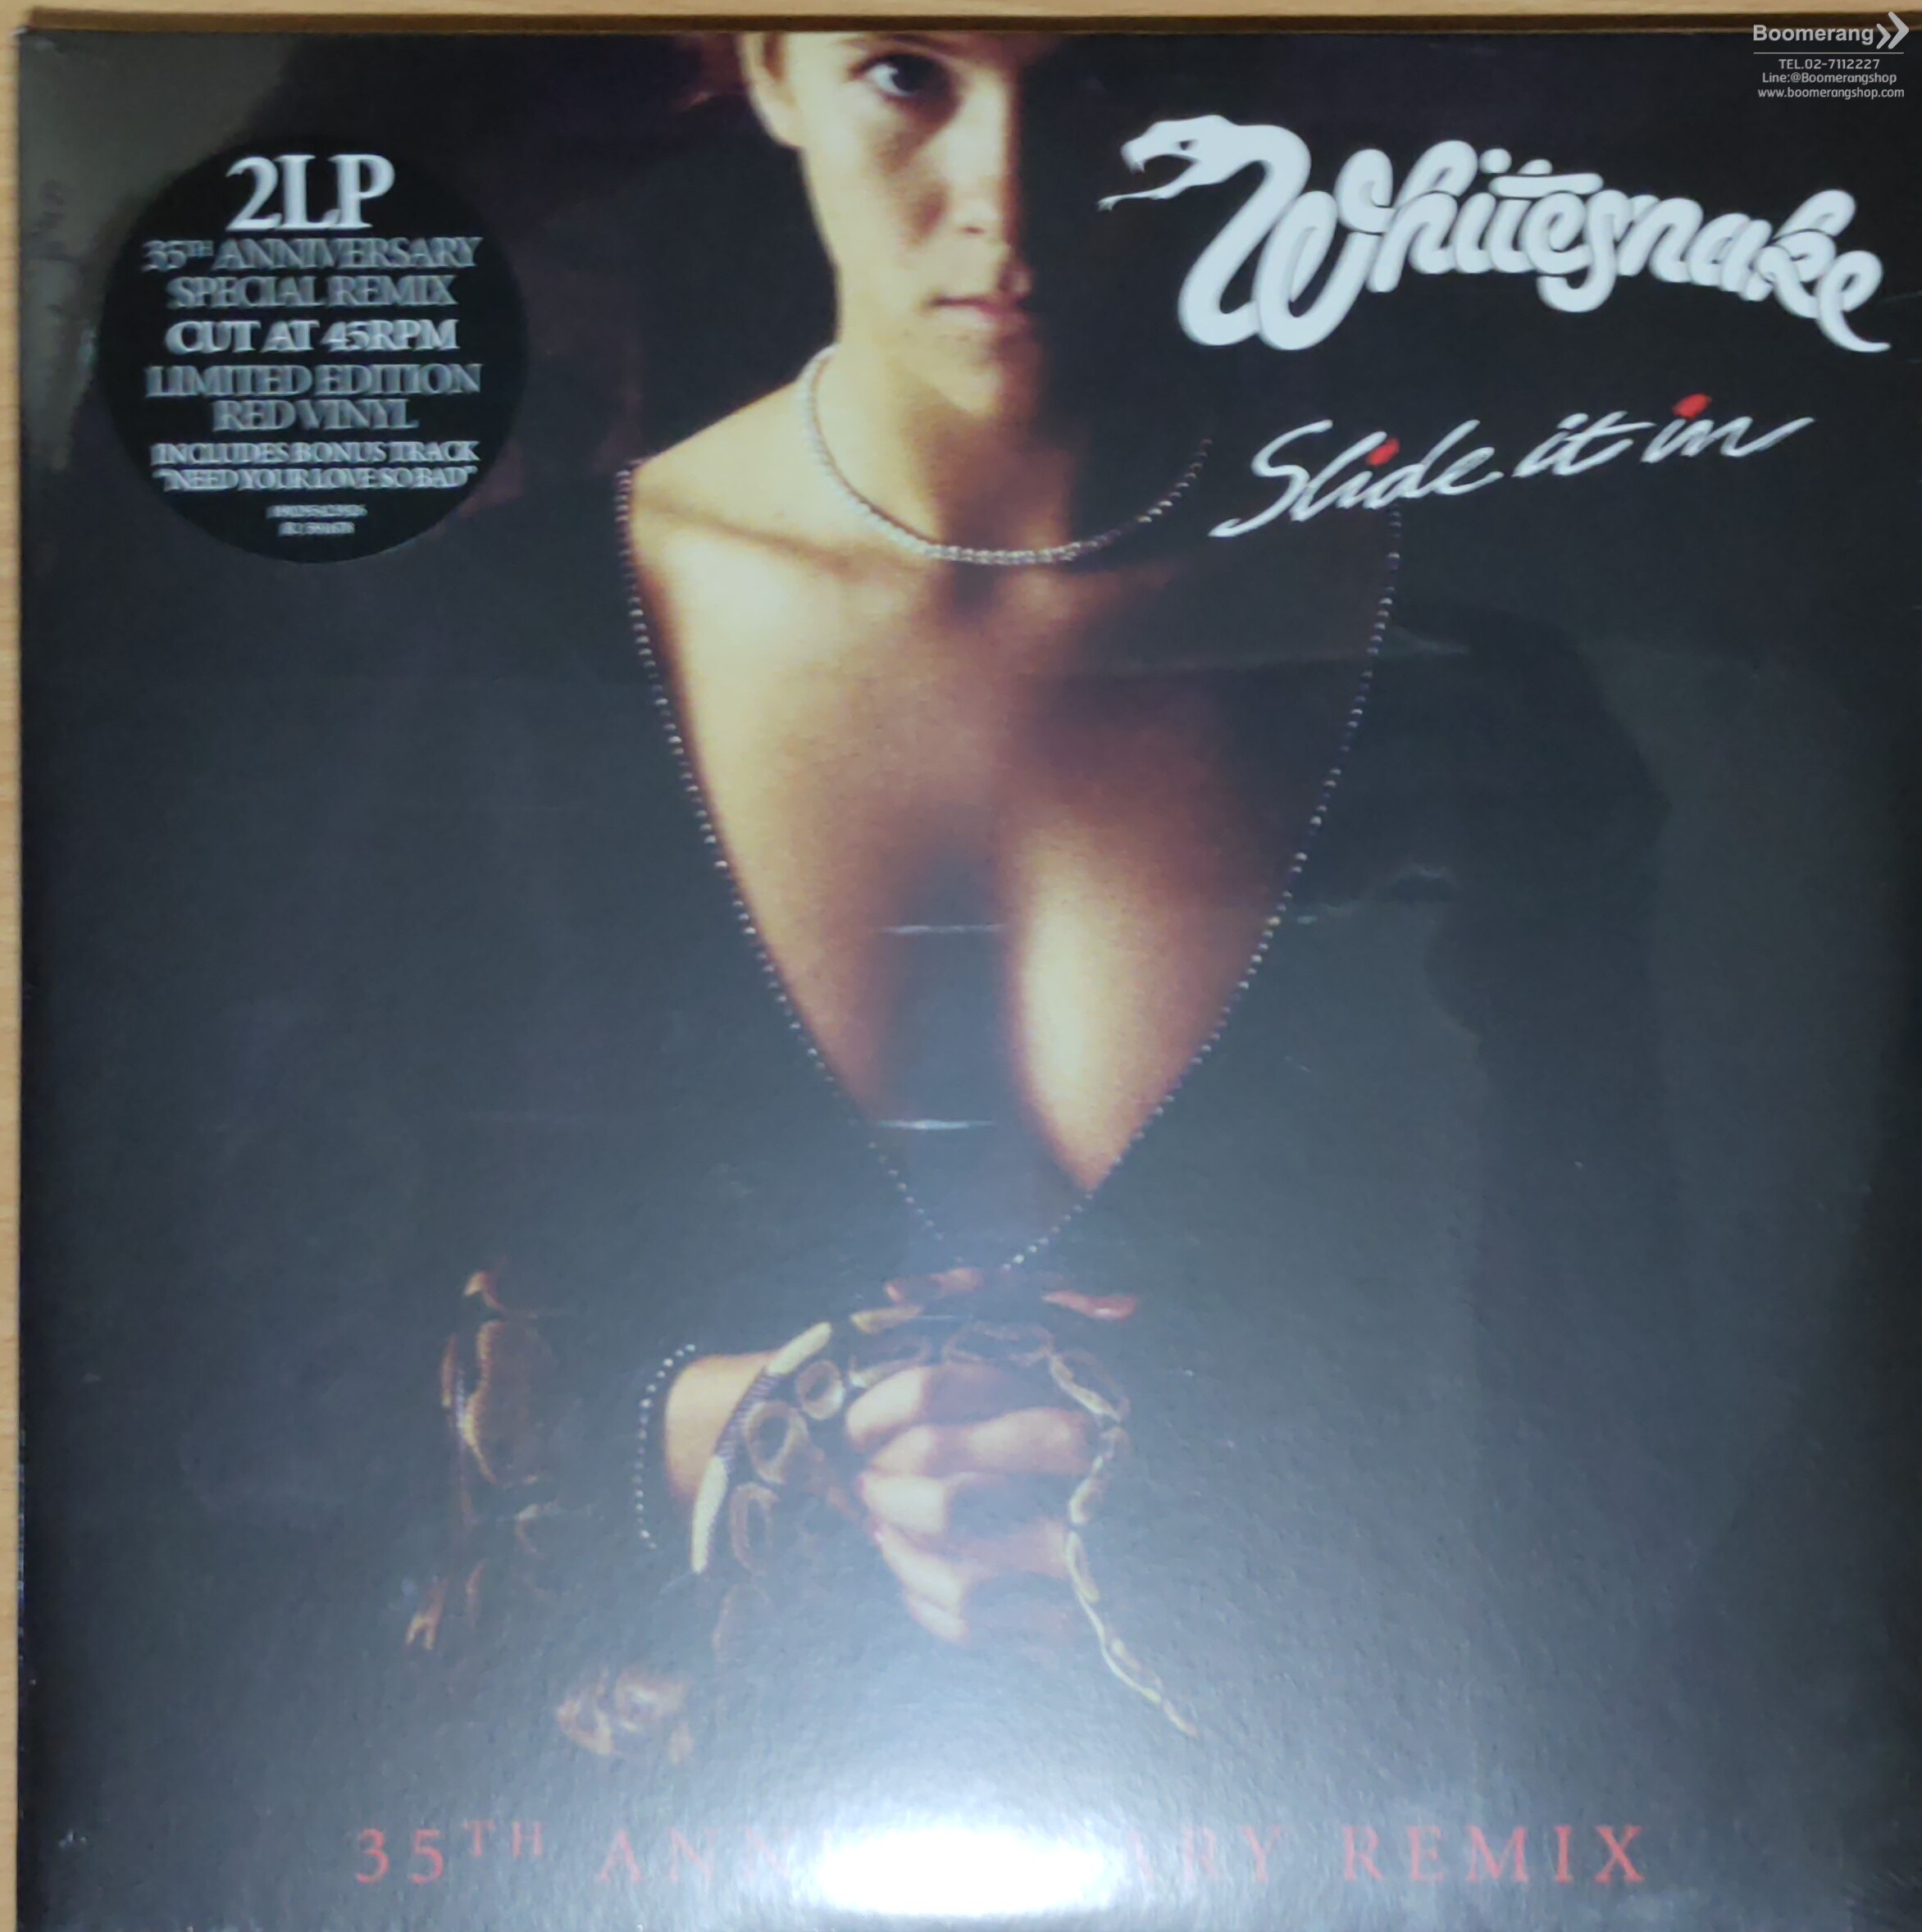 Boomerang
TEL.02-7112227
Line:@Boomerangshop
www.boomerangshop.com
Whitesnake
Slide it in
2LP
35TH ANNIVERSARY
SPECIAL REMIX
CUT AT 45RPM
LIMITED EDITION
RED VINYL
INCLUDES BONUS TRACK
"NEED YOUR LOVE SO BAD"
35TH ANNIVERSARY REMIX